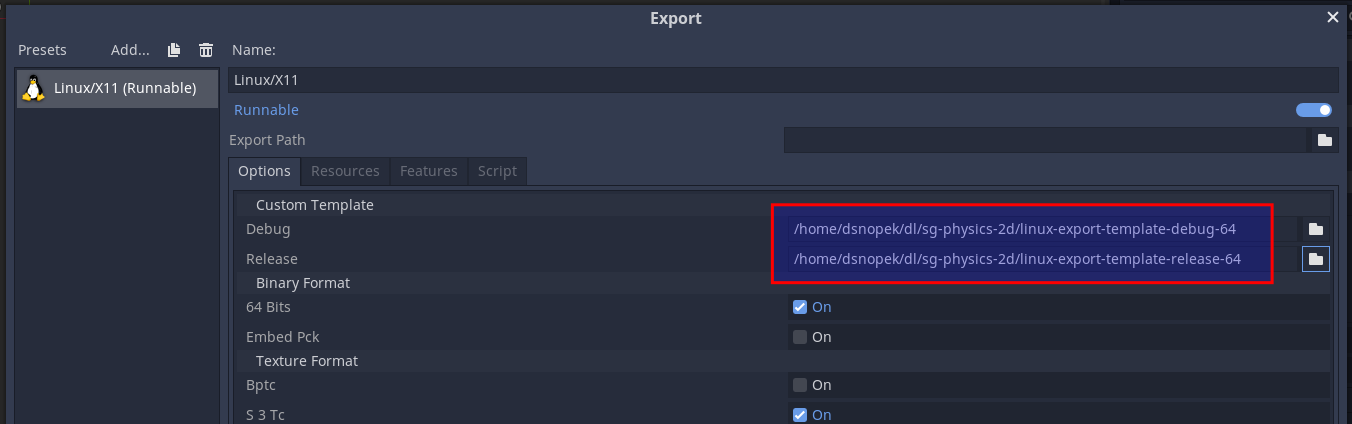 Export
Presets Add... Name:
Linux/X11 (Runnable)
Linux/X11
Runnable
Export Path
Options Resources Features Script
Custom Template
Debug /home/dsnopek/dl/sg-physics-2d/linux-export-template-debug-64
Release /home/dsnopek/dl/sg-physics-2d/linux-export-template-release-64
Binary Format
64 Bits On
Embed Pck On
Texture Format
Bptc On
S 3 Tc On